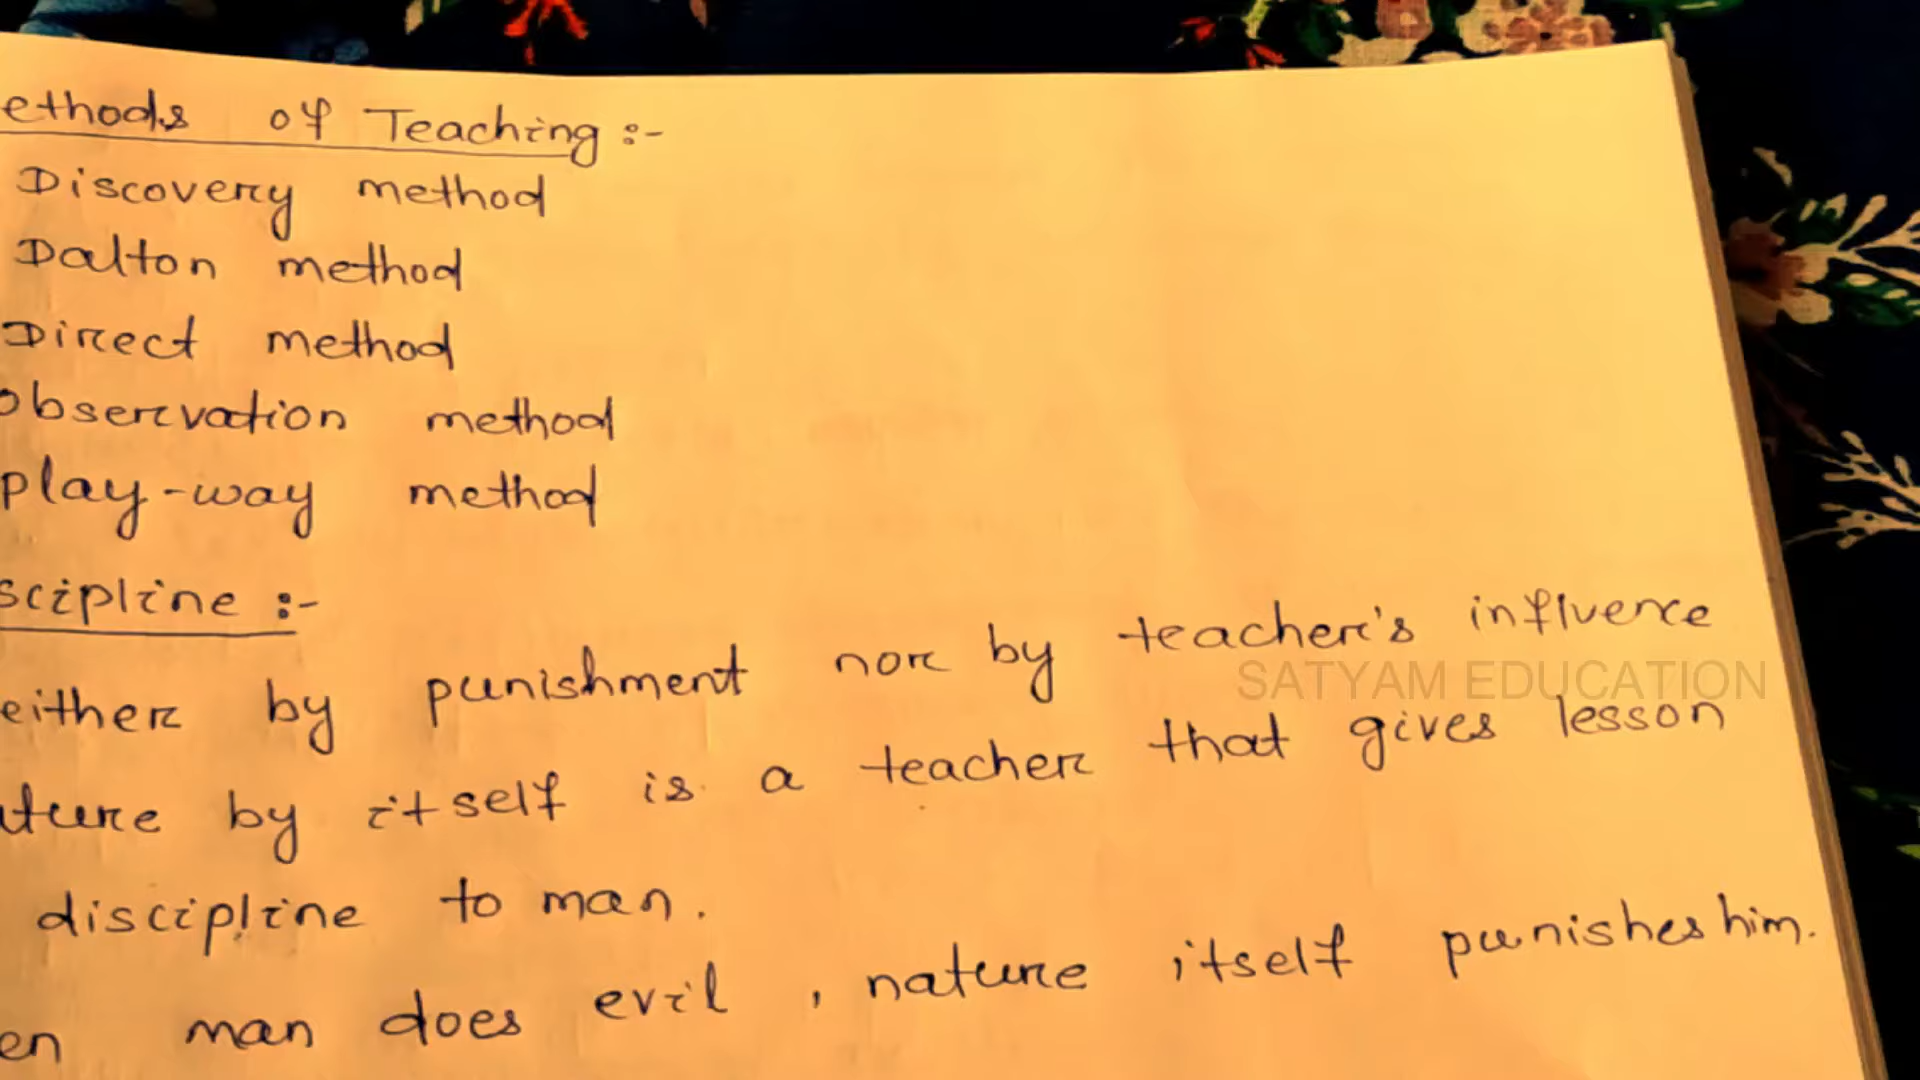 ethods of Teaching :-
Discovery method
Dalton method
Direct method
observation method
play-way method
scipline :-
either by punishment nor by teacher's influence
SATYAM EDUCATION
ature by itself is a teacher that gives lesson
discipline to man.
en man does evil, nature itself punishes him.